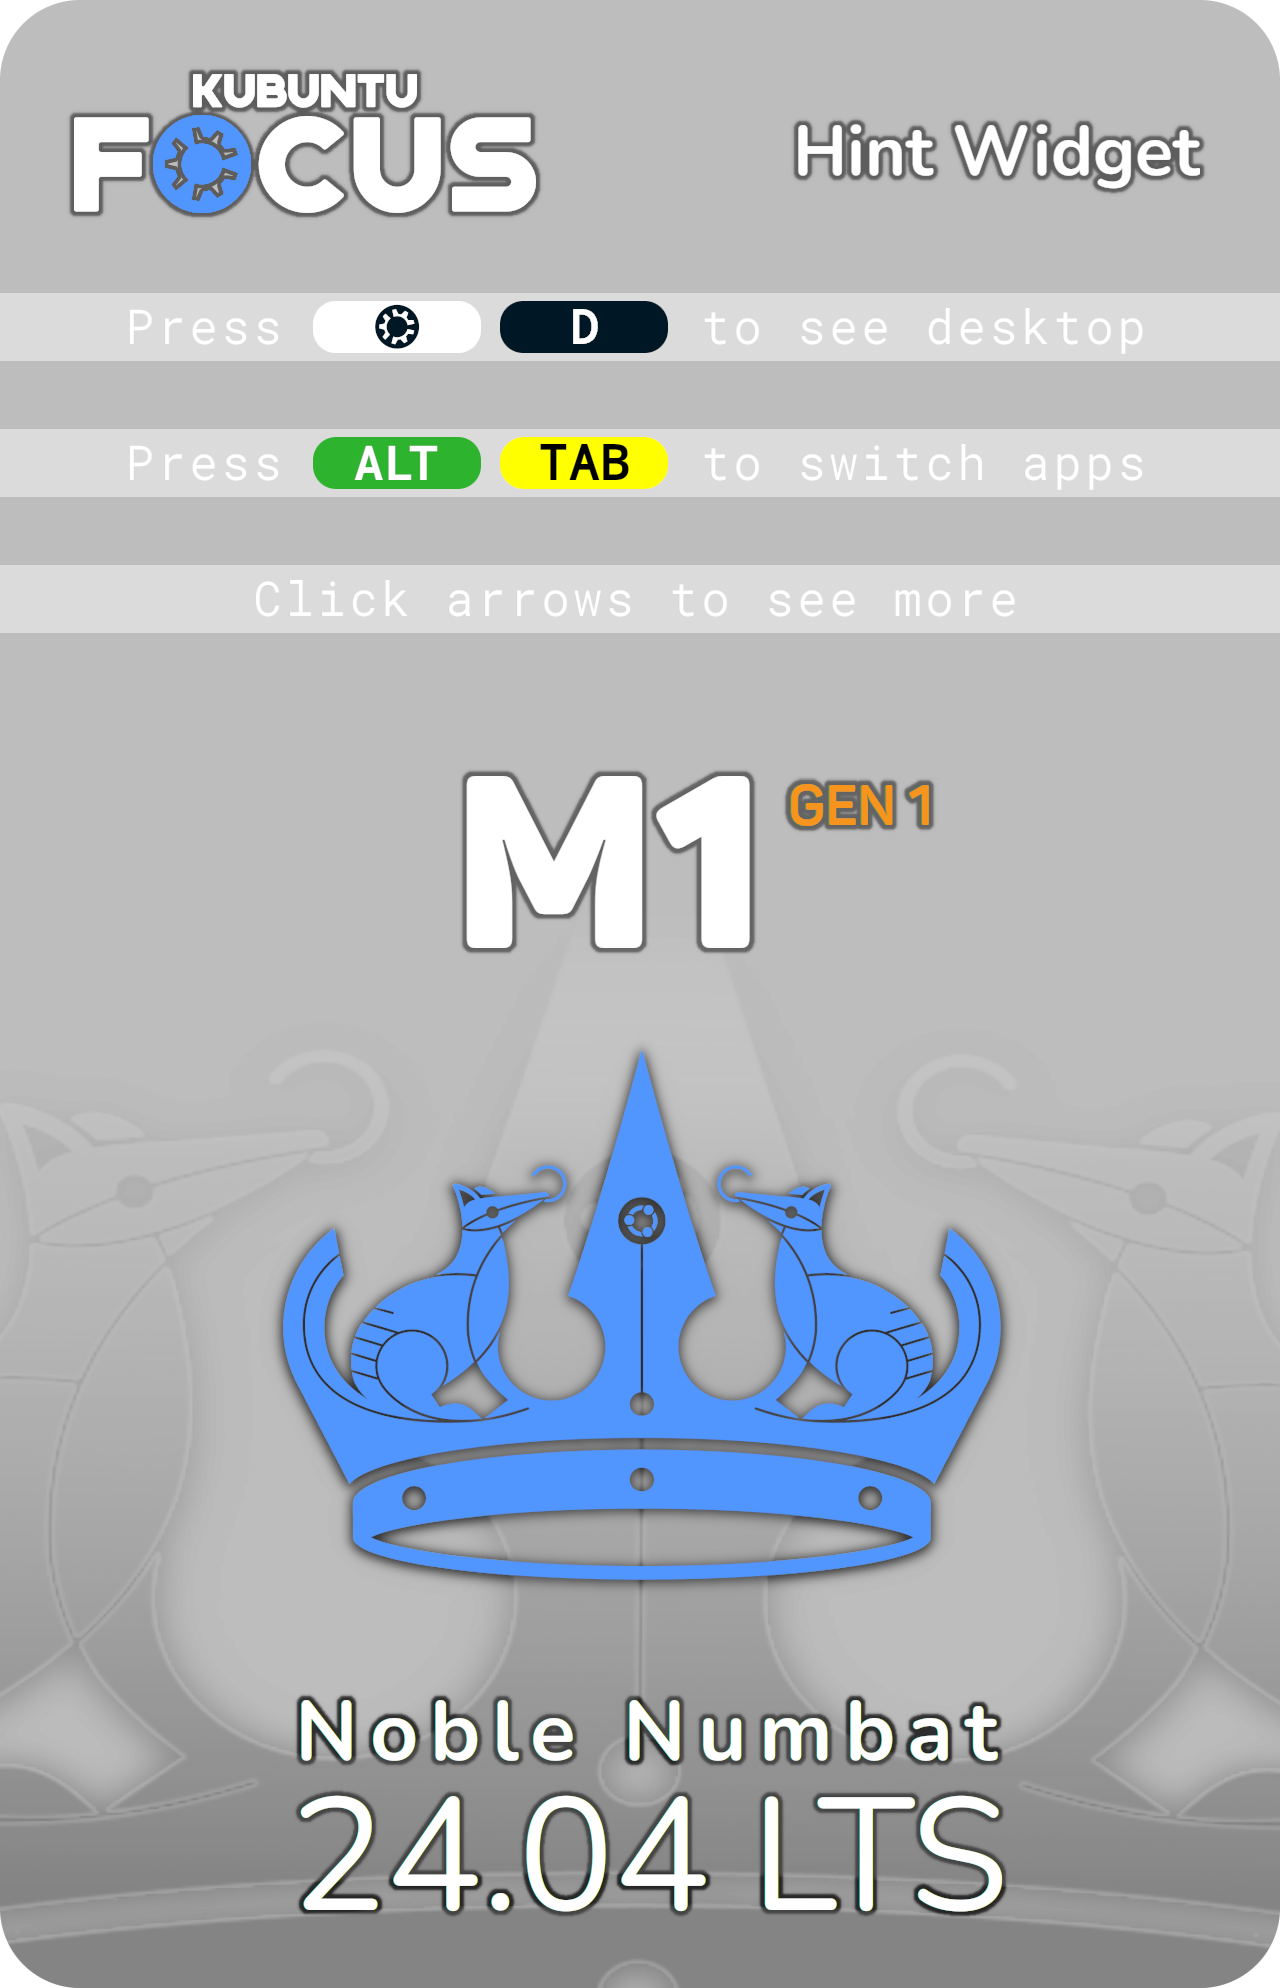 KUBUNTU
FOCUS
Hint Widget
Press D to see desktop
Press ALT TAB to switch apps
Click arrows to see more
M1 GEN 1
Noble Numbat
24.04 LTS